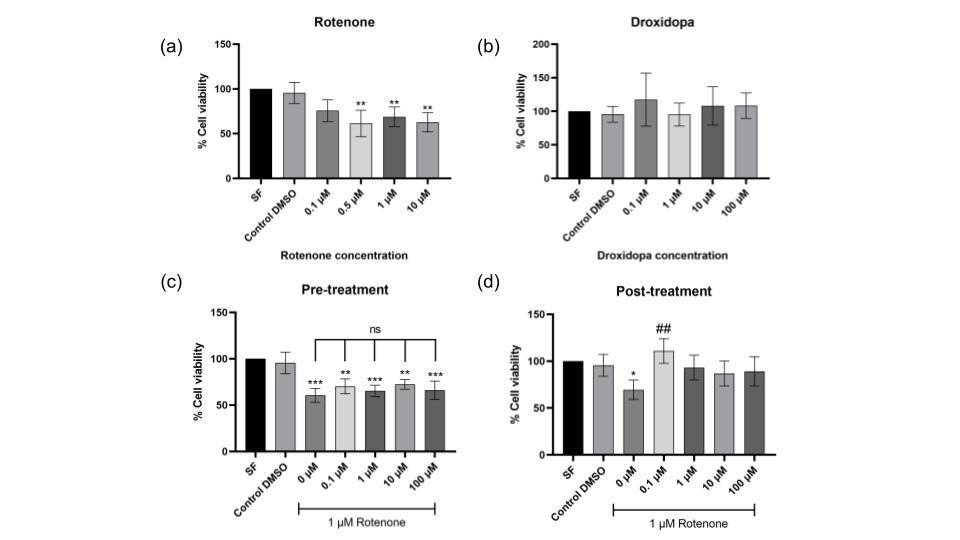 Rotenone
(a)
% Cell viability
150
100
50
0
** ** **
SF
Control DMSO
0.1 µM
0.5 µM
1 µM
10 µM
Rotenone concentration
Droxidopa
(b)
% Cell viability
200
150
100
50
0
SF
Control DMSO
0.1 µM
1 µM
10 µM
100 µM
Droxidopa concentration
(c)
Pre-treatment
% Cell viability
150
100
50
0
ns
*** ** *** ** ***
SF
Control DMSO
0 µM
0.1 µM
1 µM
10 µM
100 µM
1 µM Rotenone
(d)
Post-treatment
% Cell viability
150
100
50
0
* ##
SF
Control DMSO
0 µM
0.1 µM
1 µM
10 µM
100 µM
1 µM Rotenone